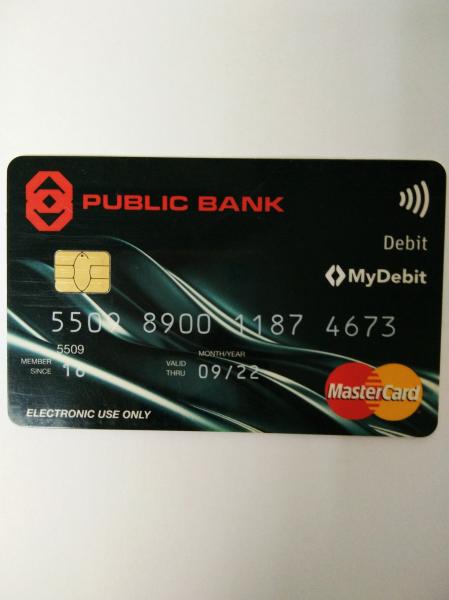 PUBLIC BANK
Debit
MyDebit
5509 8900 1187 4673
5509
MONTH/YEAR
MEMBER SINCE 16 VALID THRU 09/22
MasterCard
ELECTRONIC USE ONLY